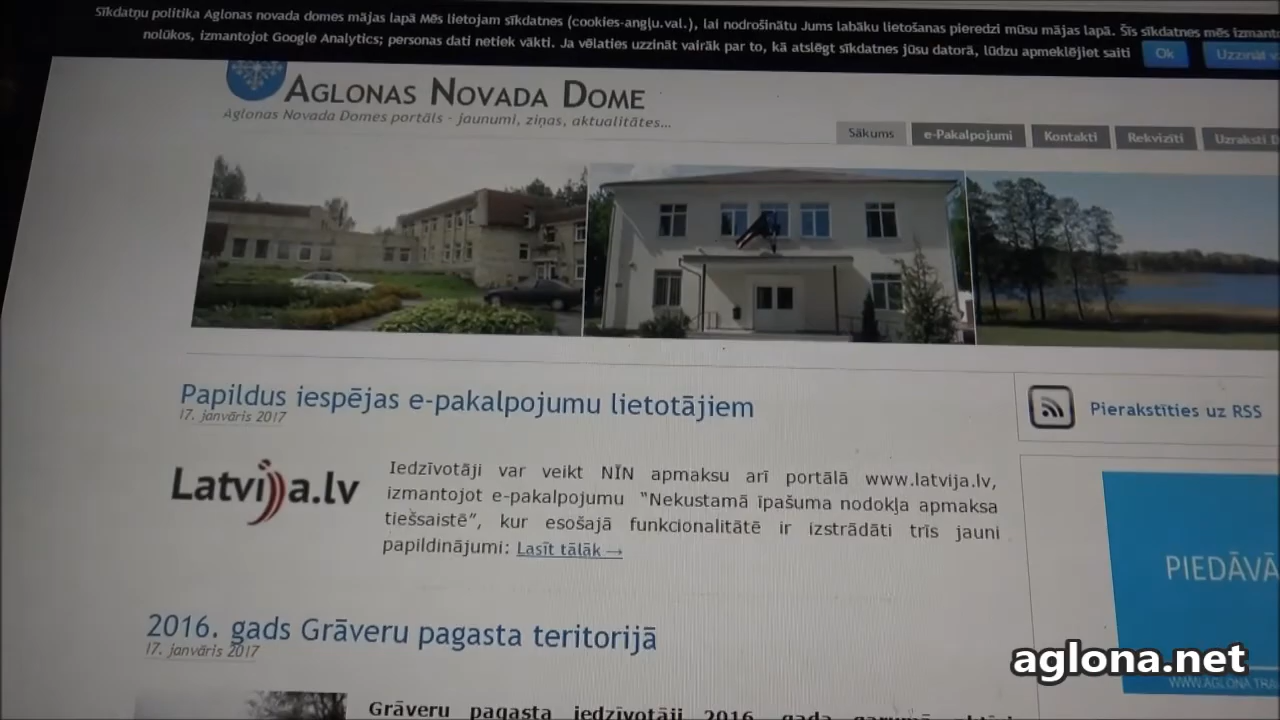 Sīkdatņu politika Aglonas novada domes mājas lapā Mēs lietojam sīkdatnes (cookies-angļu.val.), lai nodrošinātu Jums labāku lietošanas pieredzi mūsu mājas lapā. Šīs sīkdatnes mēs
nolūkos, izmantojot Google Analytics; personas dati netiek vākti. Ja vēlaties uzzināt vairāk par to, kā atslēgt sīkdatnes jūsu datorā, lūdzu apmeklējiet saiti Ok Uzzināt
Aglonas Novada Dome
Aglonas Novada Domes portāls - jaunumi, ziņas, aktualitātes...
Sākums e-Pakalpojumi Kontakti Rekvizīti Uzraksti
Papildus iespējas e-pakalpojumu lietotājiem
17. janvāris 2017
Pierakstīties uz RSS
Latvija.lv
Iedzīvotāji var veikt NĪN apmaksu arī portālā www.latvija.lv,
izmantojot e-pakalpojumu "Nekustamā īpašuma nodokļa apmaksa
tiešsaistē", kur esošajā funkcionalitātē ir izstrādāti trīs jauni
papildinājumi: Lasīt tālāk →
PIEDĀVĀ
2016. gads Grāveru pagasta teritorijā
17. janvāris 2017
aglona.net
Grāveru pagasta iedzīvotāji 2016. gada